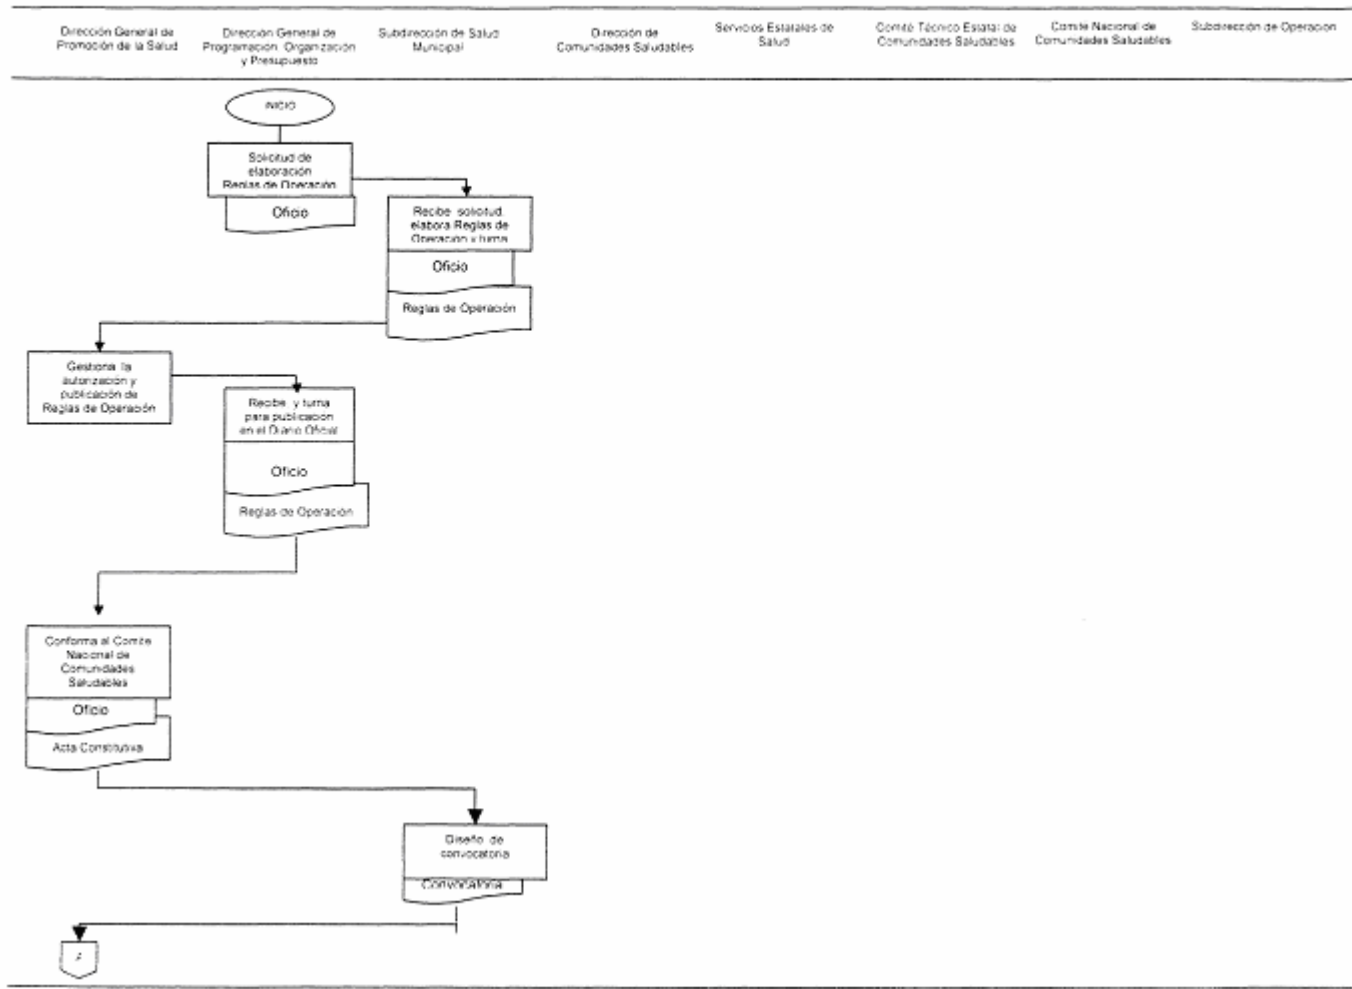 Dirección General de
Promoción de la Salud
Dirección General de
Programación Organización
y Presupuesto
Subdirección de Salud
Municipal
Dirección de
Comunidades Saludables
Servicios Estatales de
Salud
Comité Técnico Estatal de
Comunidades Saludables
Comité Nacional de
Comunidades Saludables
Subdirección de Operación
INICIO
Solicitud de
elaboración
Reglas de Operación
Oficio
Recibe solicitud,
elabora Reglas de
Operación y turna
Oficio
Reglas de Operación
Gestiona la
autorización y
publicación de
Reglas de Operación
Recibe y turna
para publicación
en el Diario Oficial
Oficio
Reglas de Operación
Conforma al Comité
Nacional de
Comunidades
Saludables
Oficio
Acta Constitutiva
Diseño de
convocatoria
Convocatoria